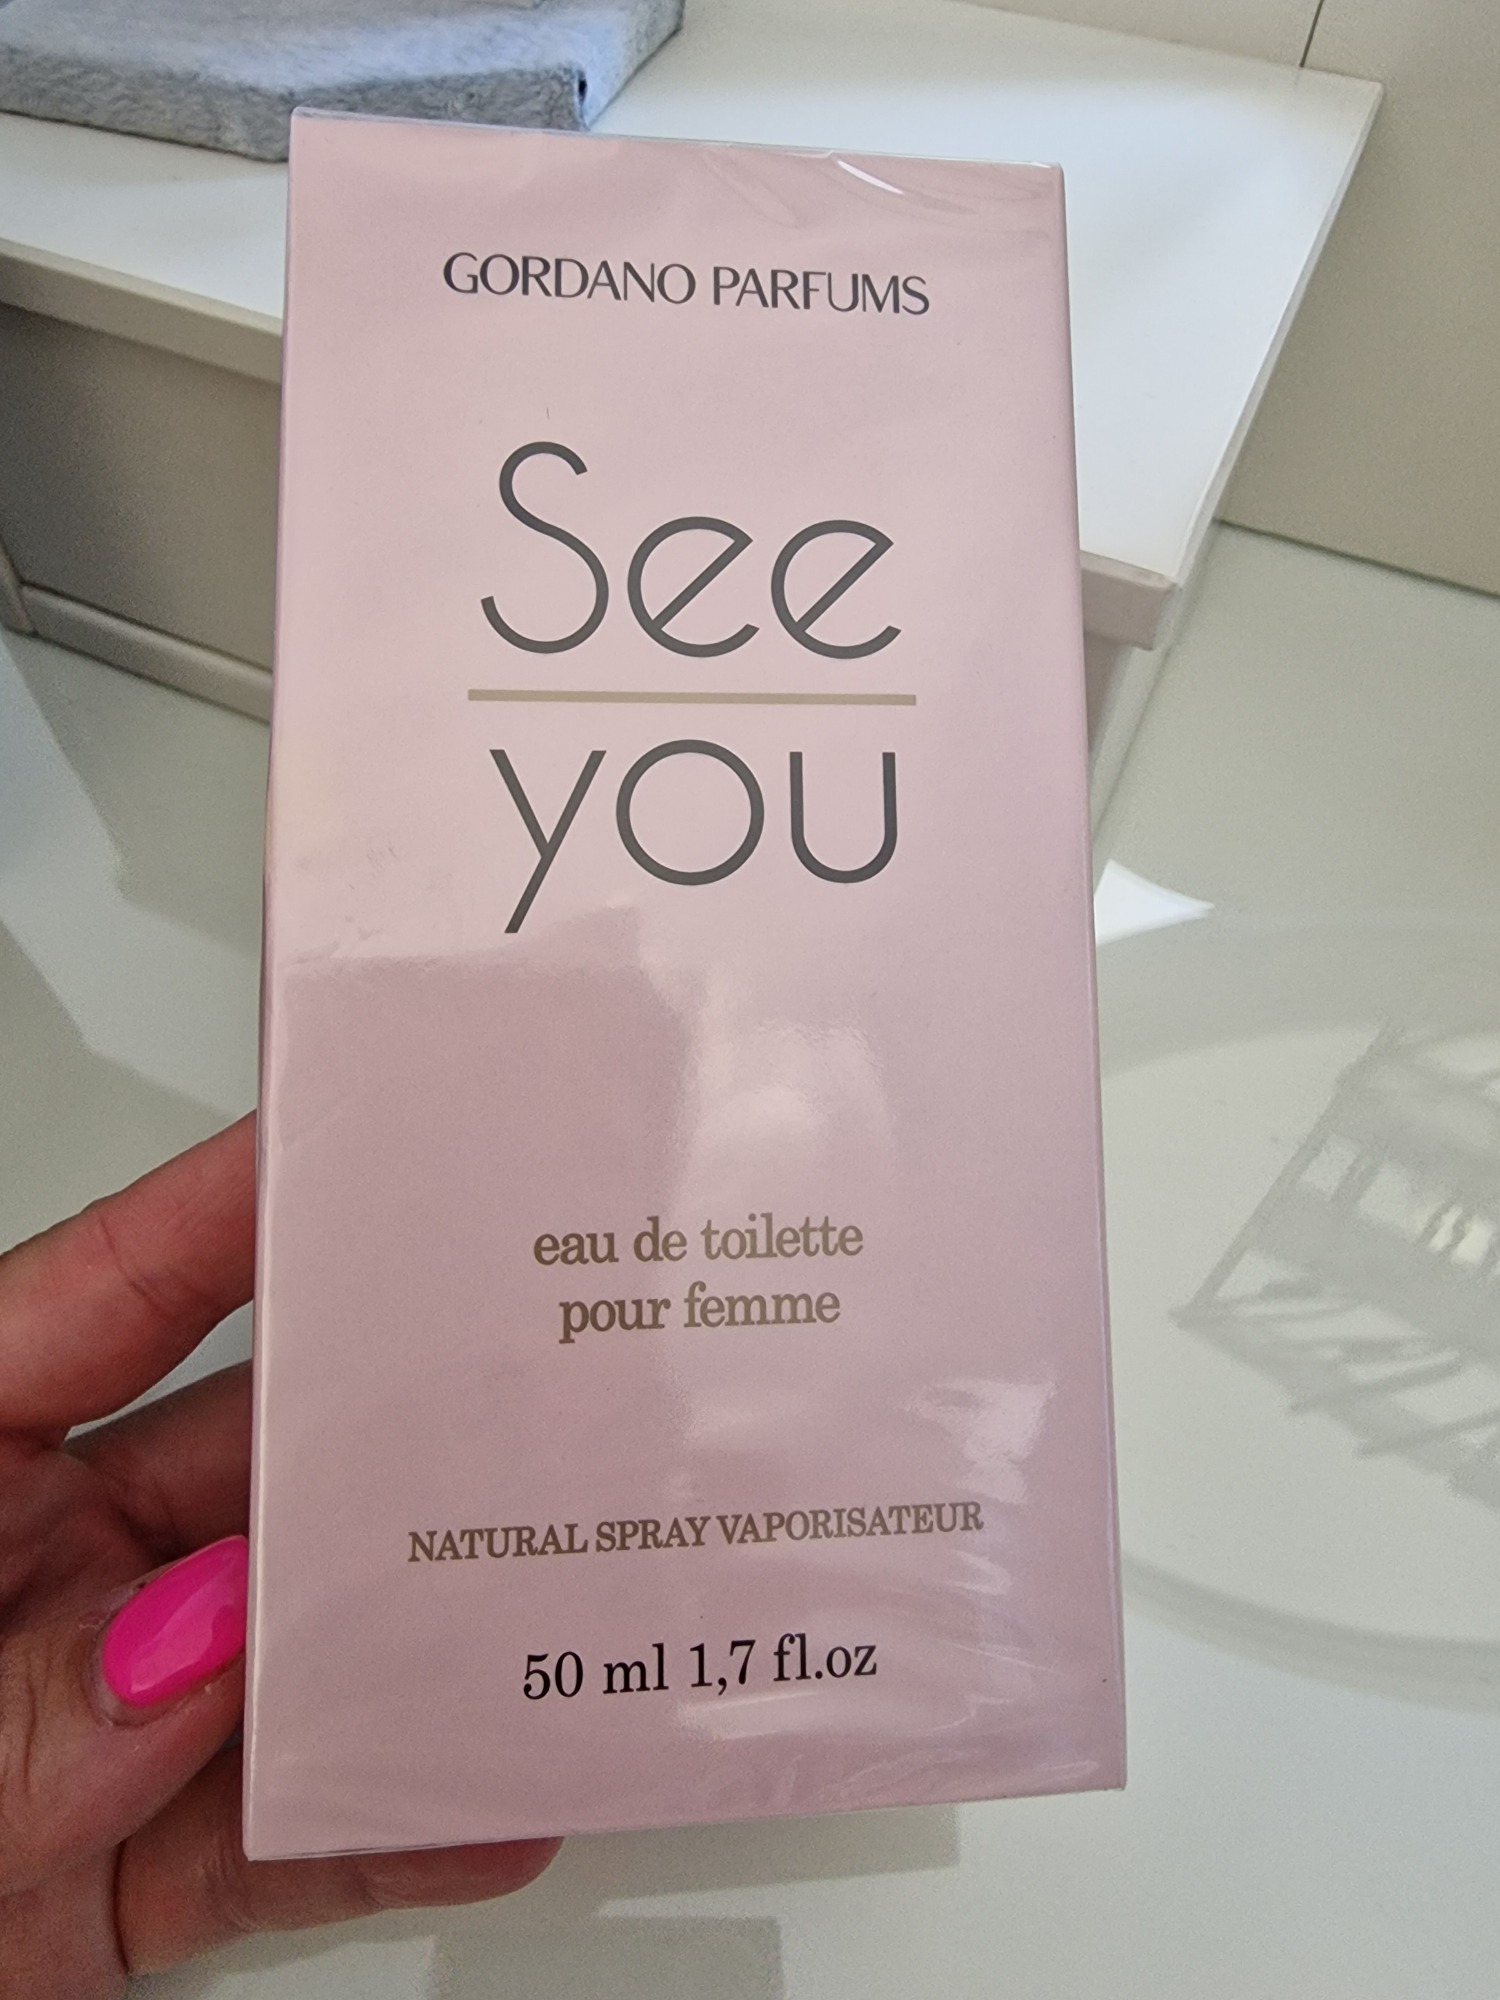 GORDANO PARFUMS
See
you
eau de toilette
pour femme
NATURAL SPRAY VAPORISATEUR
50 ml 1,7 fl.oz